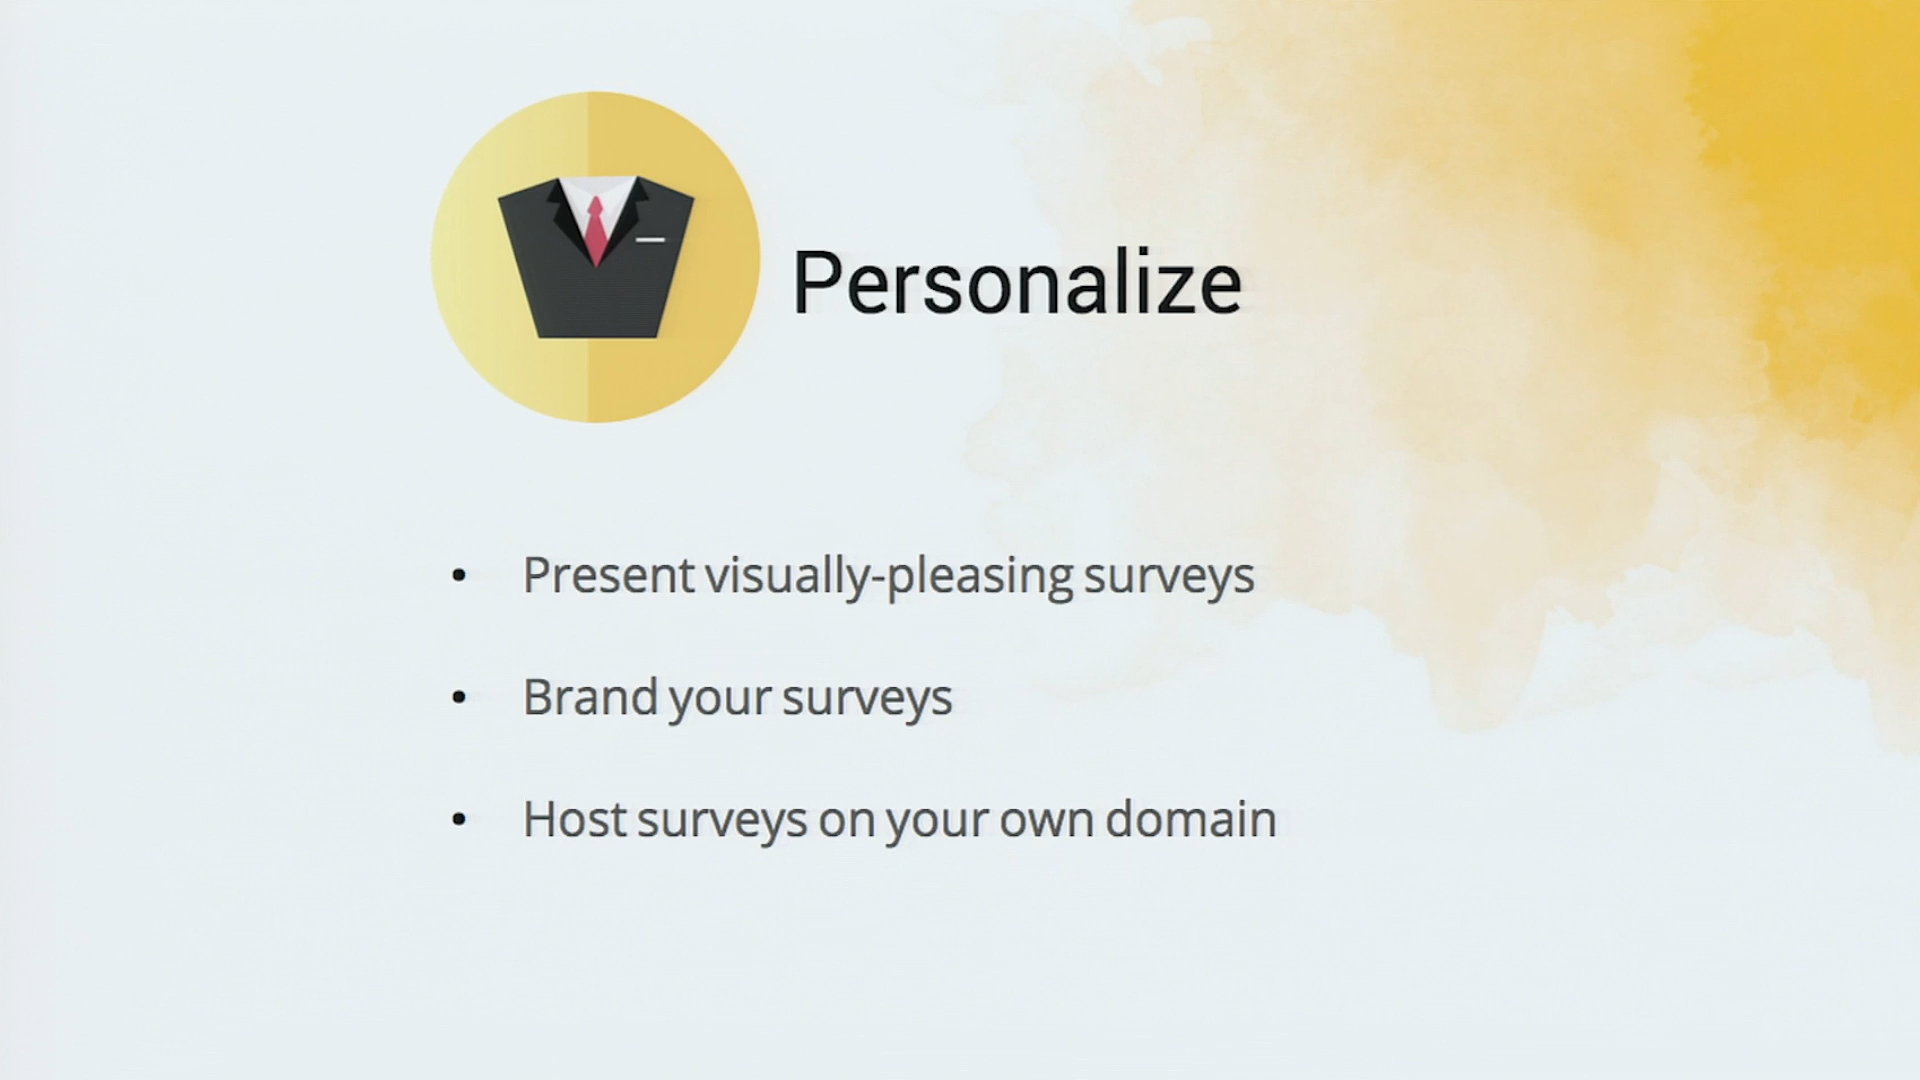 Personalize
• Present visually-pleasing surveys
• Brand your surveys
• Host surveys on your own domain